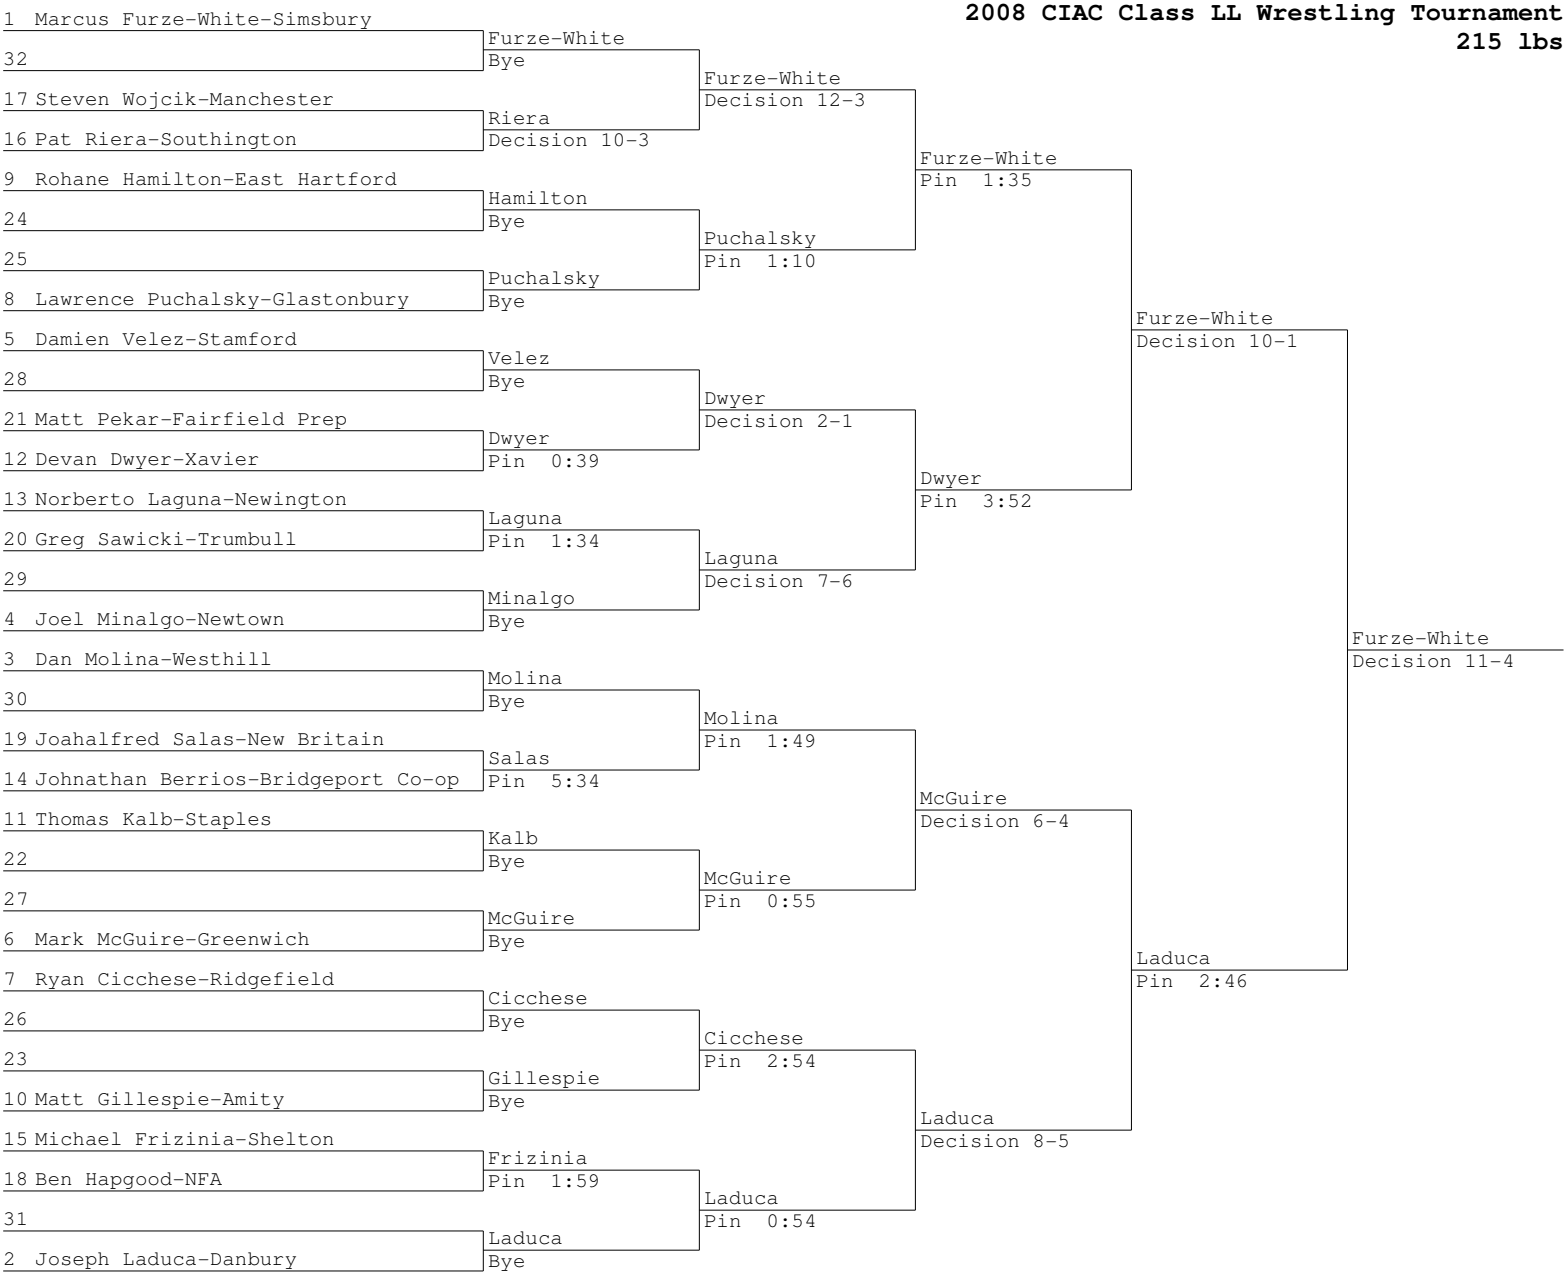 2008 CIAC Class LL Wrestling Tournament
215 lbs
1 Marcus Furze-White-Simsbury
32
17 Steven Wojcik-Manchester
16 Pat Riera-Southington
9 Rohane Hamilton-East Hartford
24
25
8 Lawrence Puchalsky-Glastonbury
5 Damien Velez-Stamford
28
21 Matt Pekar-Fairfield Prep
12 Devan Dwyer-Xavier
13 Norberto Laguna-Newington
20 Greg Sawicki-Trumbull
29
4 Joel Minalgo-Newtown
3 Dan Molina-Westhill
30
19 Joahalfred Salas-New Britain
14 Johnathan Berrios-Bridgeport Co-op
11 Thomas Kalb-Staples
22
27
6 Mark McGuire-Greenwich
7 Ryan Cicchese-Ridgefield
26
23
10 Matt Gillespie-Amity
15 Michael Frizinia-Shelton
18 Ben Hapgood-NFA
31
2 Joseph Laduca-Danbury
Furze-White
Bye
Riera
Decision 10-3
Hamilton
Bye
Puchalsky
Bye
Velez
Bye
Dwyer
Pin 0:39
Laguna
Pin 1:34
Minalgo
Bye
Molina
Bye
Salas
Pin 5:34
Kalb
Bye
McGuire
Bye
Cicchese
Bye
Gillespie
Bye
Frizinia
Pin 1:59
Laduca
Bye
Furze-White
Decision 12-3
Puchalsky
Pin 1:10
Dwyer
Decision 2-1
Laguna
Decision 7-6
Molina
Pin 1:49
McGuire
Pin 0:55
Cicchese
Pin 2:54
Laduca
Pin 0:54
Furze-White
Pin 1:35
Dwyer
Pin 3:52
McGuire
Decision 6-4
Laduca
Decision 8-5
Furze-White
Decision 10-1
Laduca
Pin 2:46
Furze-White
Decision 11-4